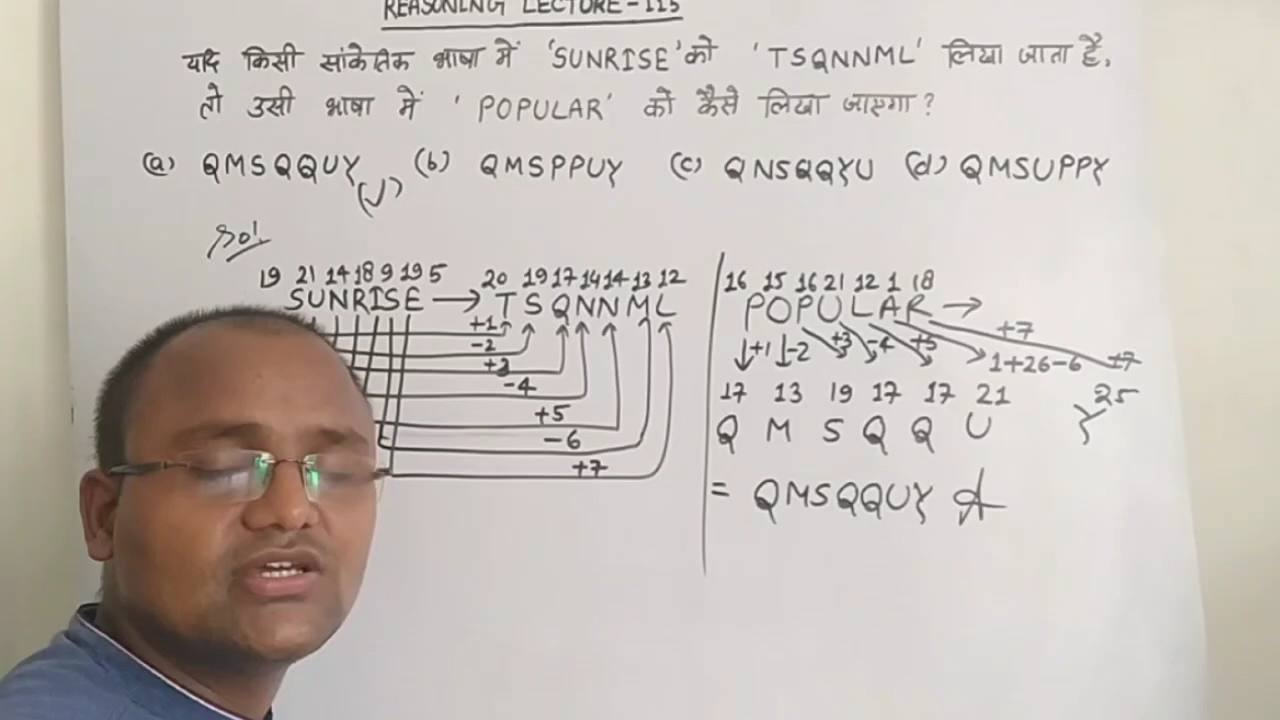 REASONING LECTURE-115
यदि किसी सांकेतिक भाषा में 'SUNRISE' को 'TSQNNML' लिखा जाता है,
तो उसी भाषा में 'POPULAR' को कैसे लिखा जाएगा?
(a) QMSQQUY (✓) (b) QMSPPUY (c) QNSQQYU (d) QMSUPPY
Sol.
19 21 14 18 9 19 5 20 19 17 14 14 13 12
SUNRISE → TSQNNML
+1
-2
+3
-4
+5
-6
+7
16 15 16 21 12 1 18
POPULAR →
+1 -2 +3 -4 +5 1+26-6 +7 +7
17 13 19 17 17 21 25
Q M S Q Q U Y
= QMSQQUY A